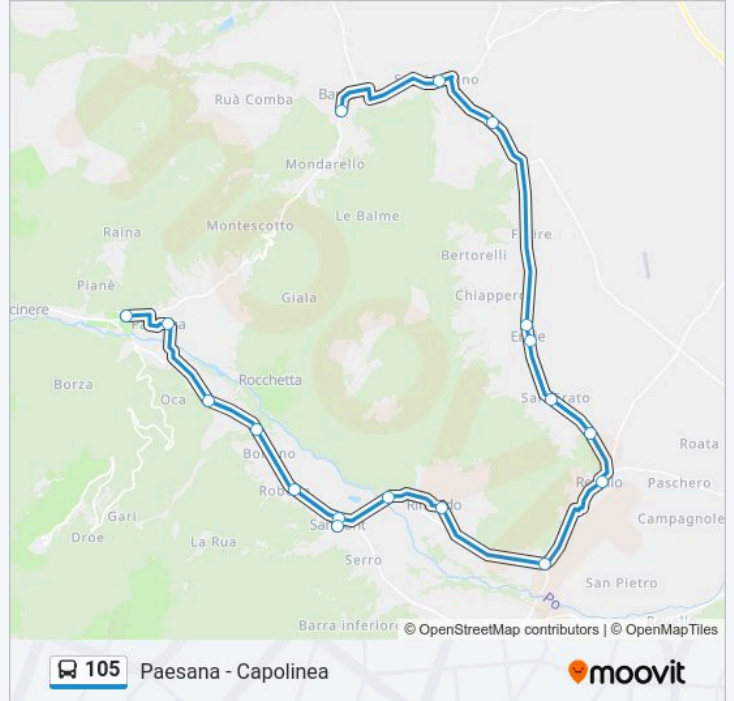 Ruà Comba
Mondarello
Le Balme
Montescotto
Raina
Bertorelli
Pianè
Giala
Chiappero
cinere
Rocchetta
Borza
Oca
Roata
Paschero
Gari
Campagnole
Droe
La Rua
Serro
San Pietro
Po
Barra Inferiore
© OpenStreetMap contributors | © OpenMapTiles
105 Paesana - Capolinea
moovit